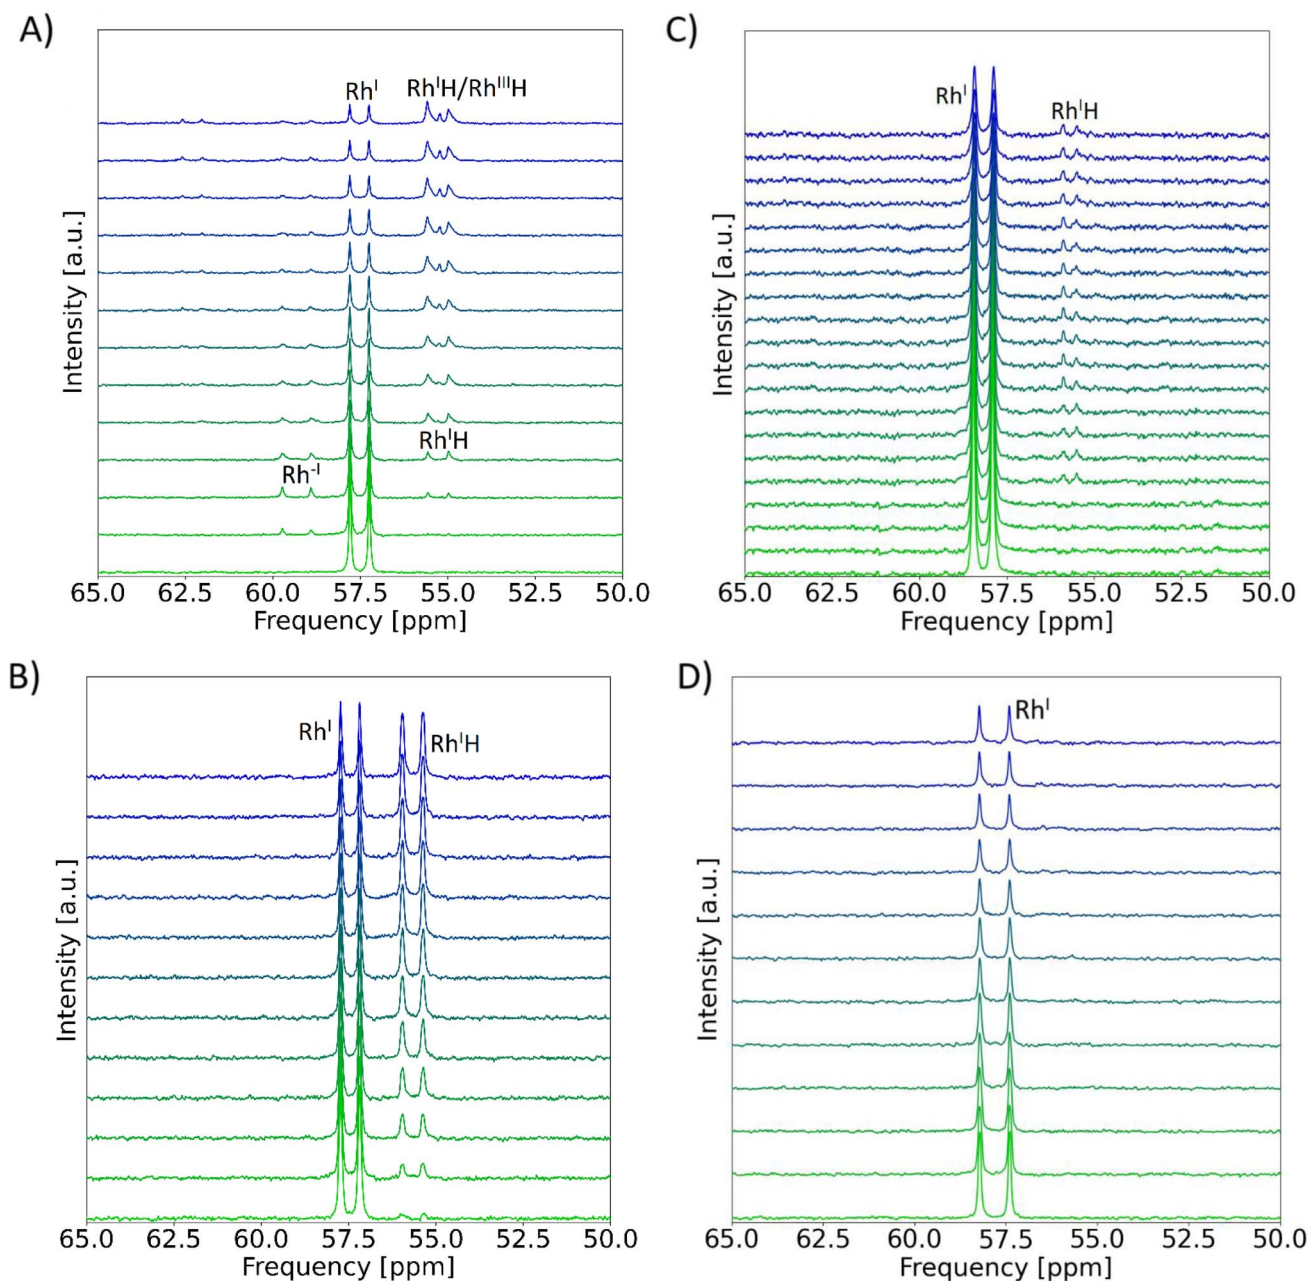 A)
Rh^I
Rh^IH/Rh^IIIH
Rh^IH
Rh^-I
Intensity [a.u.]
65.0 62.5 60.0 57.5 55.0 52.5 50.0
Frequency [ppm]
C)
Rh^I
Rh^IH
Intensity [a.u.]
65.0 62.5 60.0 57.5 55.0 52.5 50.0
Frequency [ppm]
B)
Rh^I
Rh^IH
Intensity [a.u.]
65.0 62.5 60.0 57.5 55.0 52.5 50.0
Frequency [ppm]
D)
Rh^I
Intensity [a.u.]
65.0 62.5 60.0 57.5 55.0 52.5 50.0
Frequency [ppm]